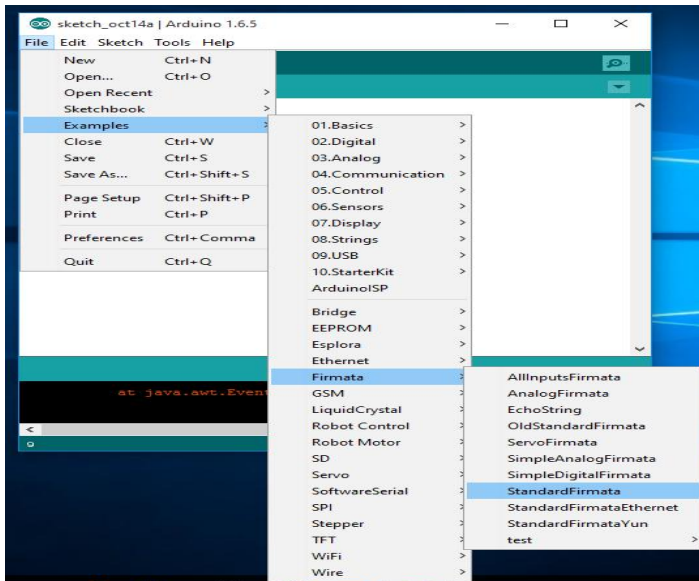 sketch_oct14a | Arduino 1.6.5
File Edit Sketch Tools Help
New Ctrl+N
Open... Ctrl+O
Open Recent >
Sketchbook >
Examples >
Close Ctrl+W
Save Ctrl+S
Save As... Ctrl+Shift+S
Page Setup Ctrl+Shift+P
Print Ctrl+P
Preferences Ctrl+Comma
Quit Ctrl+Q
01.Basics >
02.Digital >
03.Analog >
04.Communication >
05.Control >
06.Sensors >
07.Display >
08.Strings >
09.USB >
10.StarterKit >
ArduinoISP
Bridge >
EEPROM >
Esplora >
Ethernet >
Firmata >
GSM >
LiquidCrystal >
Robot Control >
Robot Motor >
SD >
Servo >
SoftwareSerial >
SPI >
Stepper >
TFT >
WiFi >
Wire >
AllInputsFirmata
AnalogFirmata
EchoString
OldStandardFirmata
ServoFirmata
SimpleAnalogFirmata
SimpleDigitalFirmata
StandardFirmata
StandardFirmataEthernet
StandardFirmataYun
test >
at java.awt.Event
9